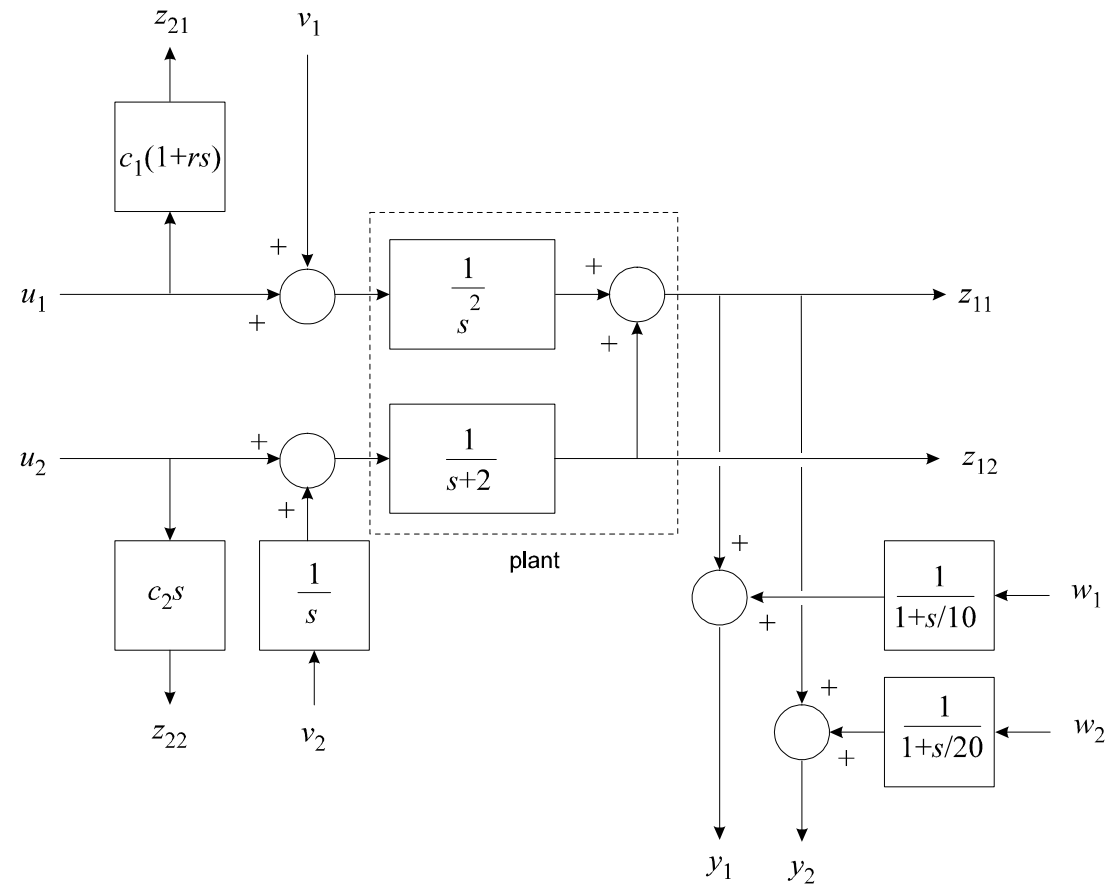 z21 v1
c1(1+rs)
+ +
1
s2
u1 + + z11
1
s+2
u2 + + z12
plant
c2s
1
s
+ +
1
1+s/10
w1
z22 v2
+ +
1
1+s/20
w2
y1 y2